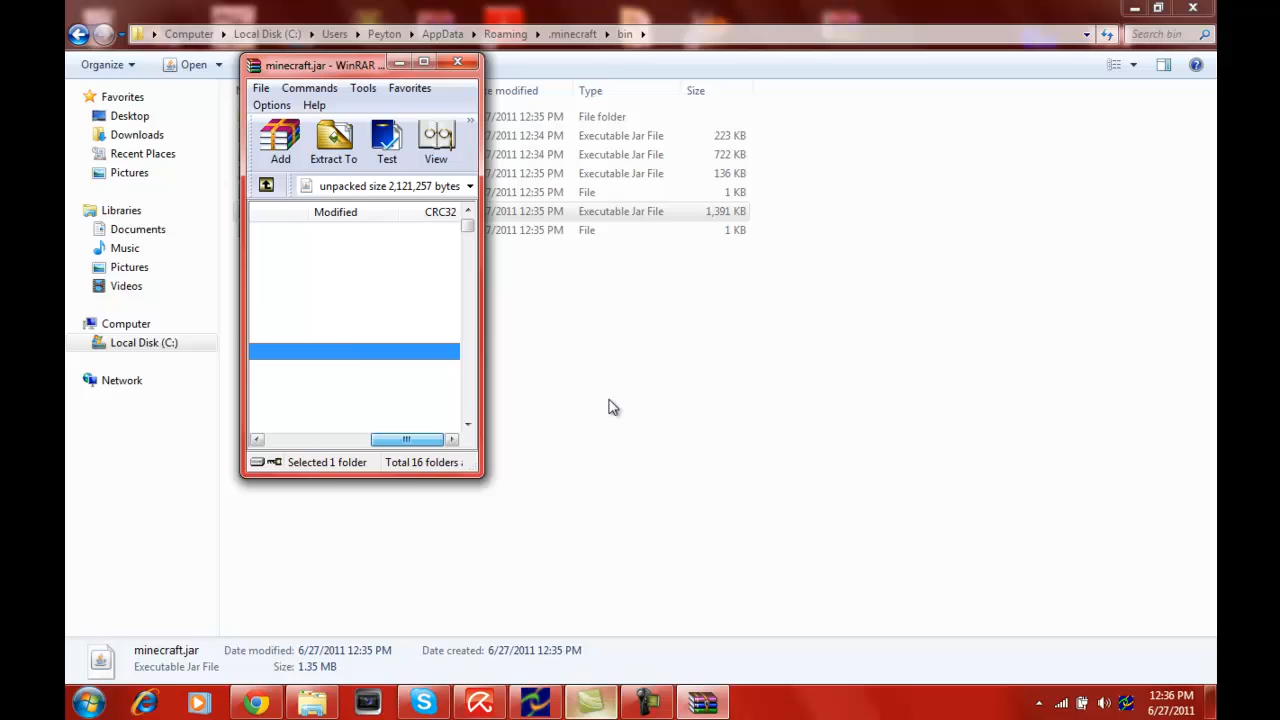 Computer Local Disk (C:) Users Peyton AppData Roaming .minecraft bin Search bin
Organize Open
minecraft.jar - WinRAR ...
File Commands Tools Favorites
Options Help
Add Extract To Test View
unpacked size 2,121,257 bytes
Modified CRC32
Selected 1 folder Total 16 folders
Favorites
Desktop
Downloads
Recent Places
Pictures
Libraries
Documents
Music
Pictures
Videos
Computer
Local Disk (C:)
Network
modified Type Size
/2011 12:35 PM File folder
/27/2011 12:34 PM Executable Jar File 223 KB
/27/2011 12:34 PM Executable Jar File 722 KB
/27/2011 12:35 PM Executable Jar File 136 KB
/27/2011 12:35 PM File 1 KB
/27/2011 12:35 PM Executable Jar File 1,391 KB
/27/2011 12:35 PM File 1 KB
minecraft.jar Date modified: 6/27/2011 12:35 PM Date created: 6/27/2011 12:35 PM
Executable Jar File Size: 1.35 MB
12:36 PM
6/27/2011